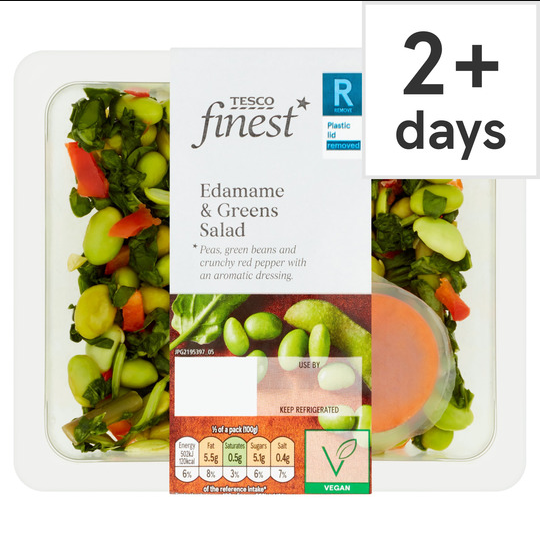 2+
days
TESCO
finest*
R
REMOVE
Plastic
lid
removed
Edamame
& Greens
Salad
* Peas, green beans and
crunchy red pepper with
an aromatic dressing.
JPG2195397_05
USE BY
KEEP REFRIGERATED
½ of a pack (100g)
Energy Fat Saturates Sugars Salt
502kJ
120kcal 5.5g 0.5g 5.1g 0.4g
6% 8% 3% 6% 7%
of the reference intake*
V
VEGAN